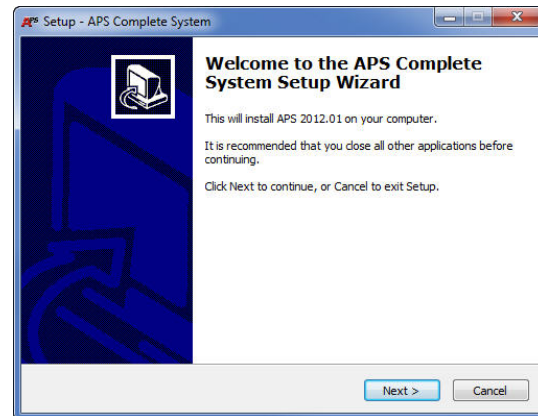 APS Setup - APS Complete System
Welcome to the APS Complete
System Setup Wizard
This will install APS 2012.01 on your computer.
It is recommended that you close all other applications before
continuing.
Click Next to continue, or Cancel to exit Setup.
Next >
Cancel